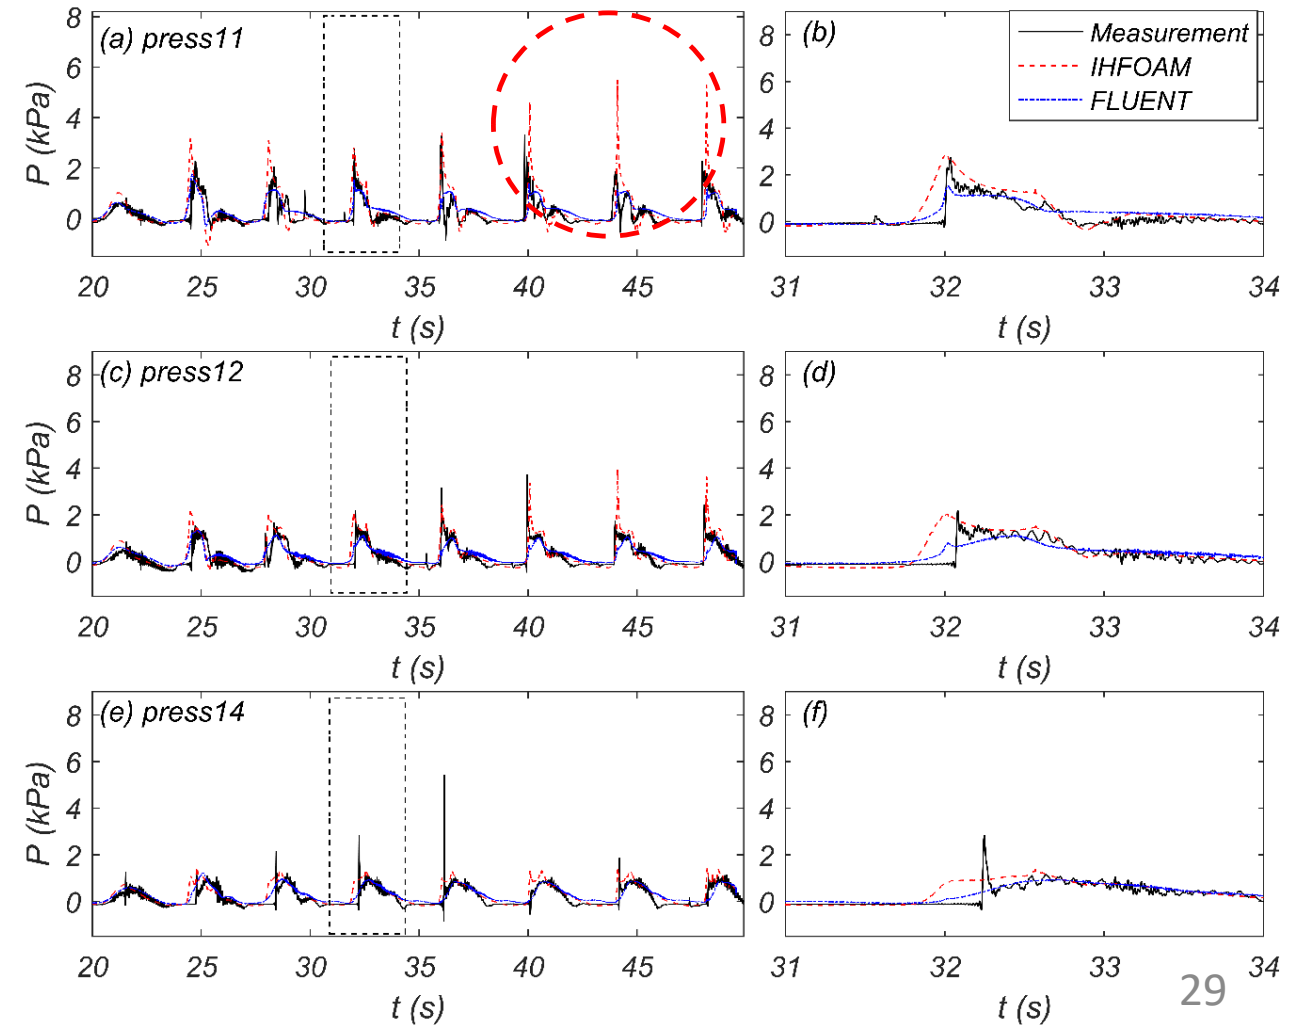 (a) press11
P (kPa)
8
6
4
2
0
20 25 30 35 40 45
t (s)
(b)
Measurement
IHFOAM
FLUENT
8
6
4
2
0
31 32 33 34
t (s)
(c) press12
P (kPa)
8
6
4
2
0
20 25 30 35 40 45
t (s)
(d)
8
6
4
2
0
31 32 33 34
t (s)
(e) press14
P (kPa)
8
6
4
2
0
20 25 30 35 40 45
t (s)
(f)
8
6
4
2
0
31 32 33 34
t (s)
29